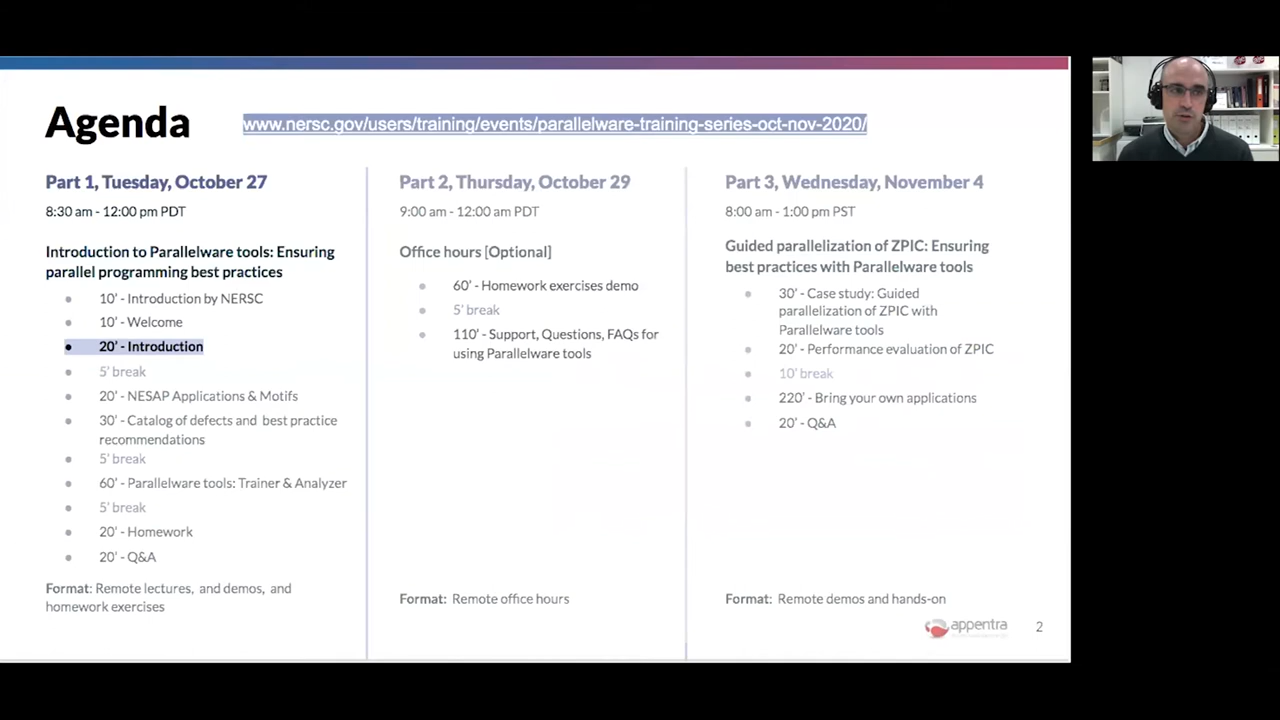 Agenda
www.nersc.gov/users/training/events/parallelware-training-series-oct-nov-2020/
Part 1, Tuesday, October 27
8:30 am - 12:00 pm PDT
Introduction to Parallelware tools: Ensuring
parallel programming best practices
● 10' - Introduction by NERSC
● 10' - Welcome
● 20' - Introduction
● 5' break
● 20' - NESAP Applications & Motifs
● 30' - Catalog of defects and best practice
recommendations
● 5' break
● 60' - Parallelware tools: Trainer & Analyzer
● 5' break
● 20' - Homework
● 20' - Q&A
Format: Remote lectures, and demos, and
homework exercises
Part 2, Thursday, October 29
9:00 am - 12:00 am PDT
Office hours [Optional]
● 60' - Homework exercises demo
● 5' break
● 110' - Support, Questions, FAQs for
using Parallelware tools
Format: Remote office hours
Part 3, Wednesday, November 4
8:00 am - 1:00 pm PST
Guided parallelization of ZPIC: Ensuring
best practices with Parallelware tools
● 30' - Case study: Guided
parallelization of ZPIC with
Parallelware tools
● 20' - Performance evaluation of ZPIC
● 10' break
● 220' - Bring your own applications
● 20' - Q&A
Format: Remote demos and hands-on
appentra
2